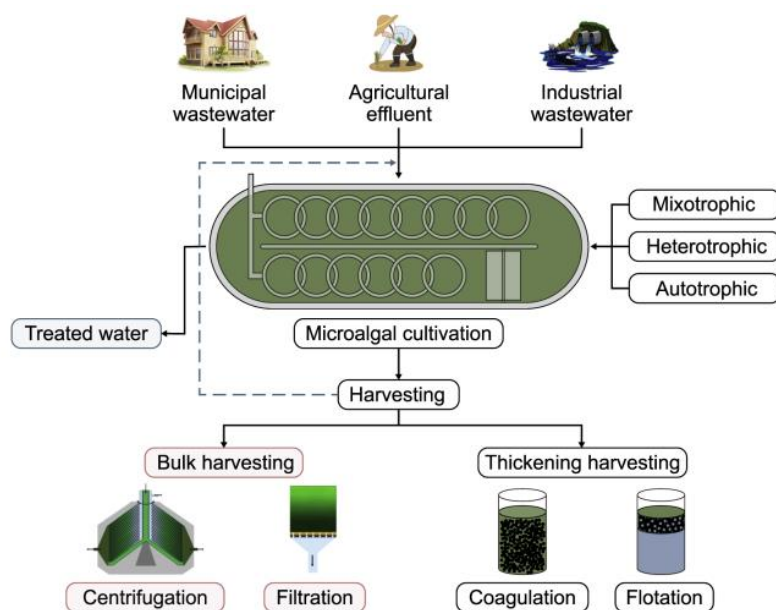 Municipal
wastewater
Agricultural
effluent
Industrial
wastewater
Mixotrophic
Heterotrophic
Autotrophic
Treated water
Microalgal cultivation
Harvesting
Bulk harvesting
Thickening harvesting
Centrifugation
Filtration
Coagulation
Flotation